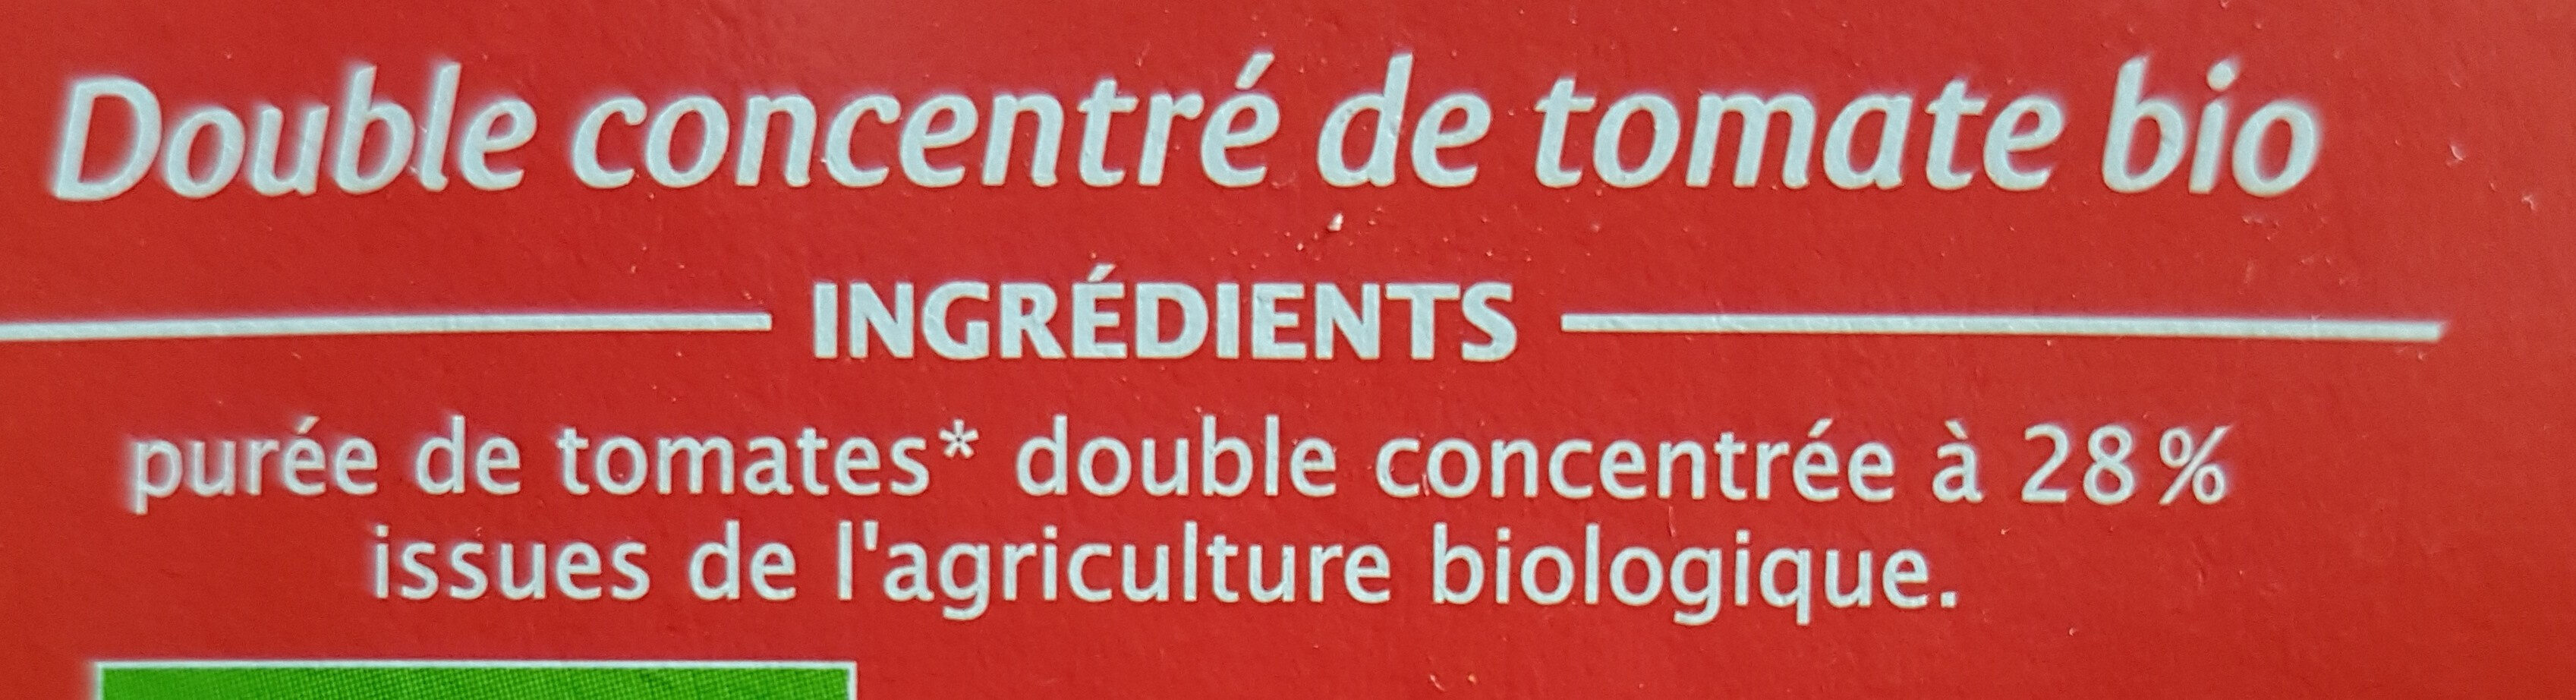 Double concentré de tomate bio
INGRÉDIENTS
purée de tomates* double concentrée à 28 %
issues de l'agriculture biologique.